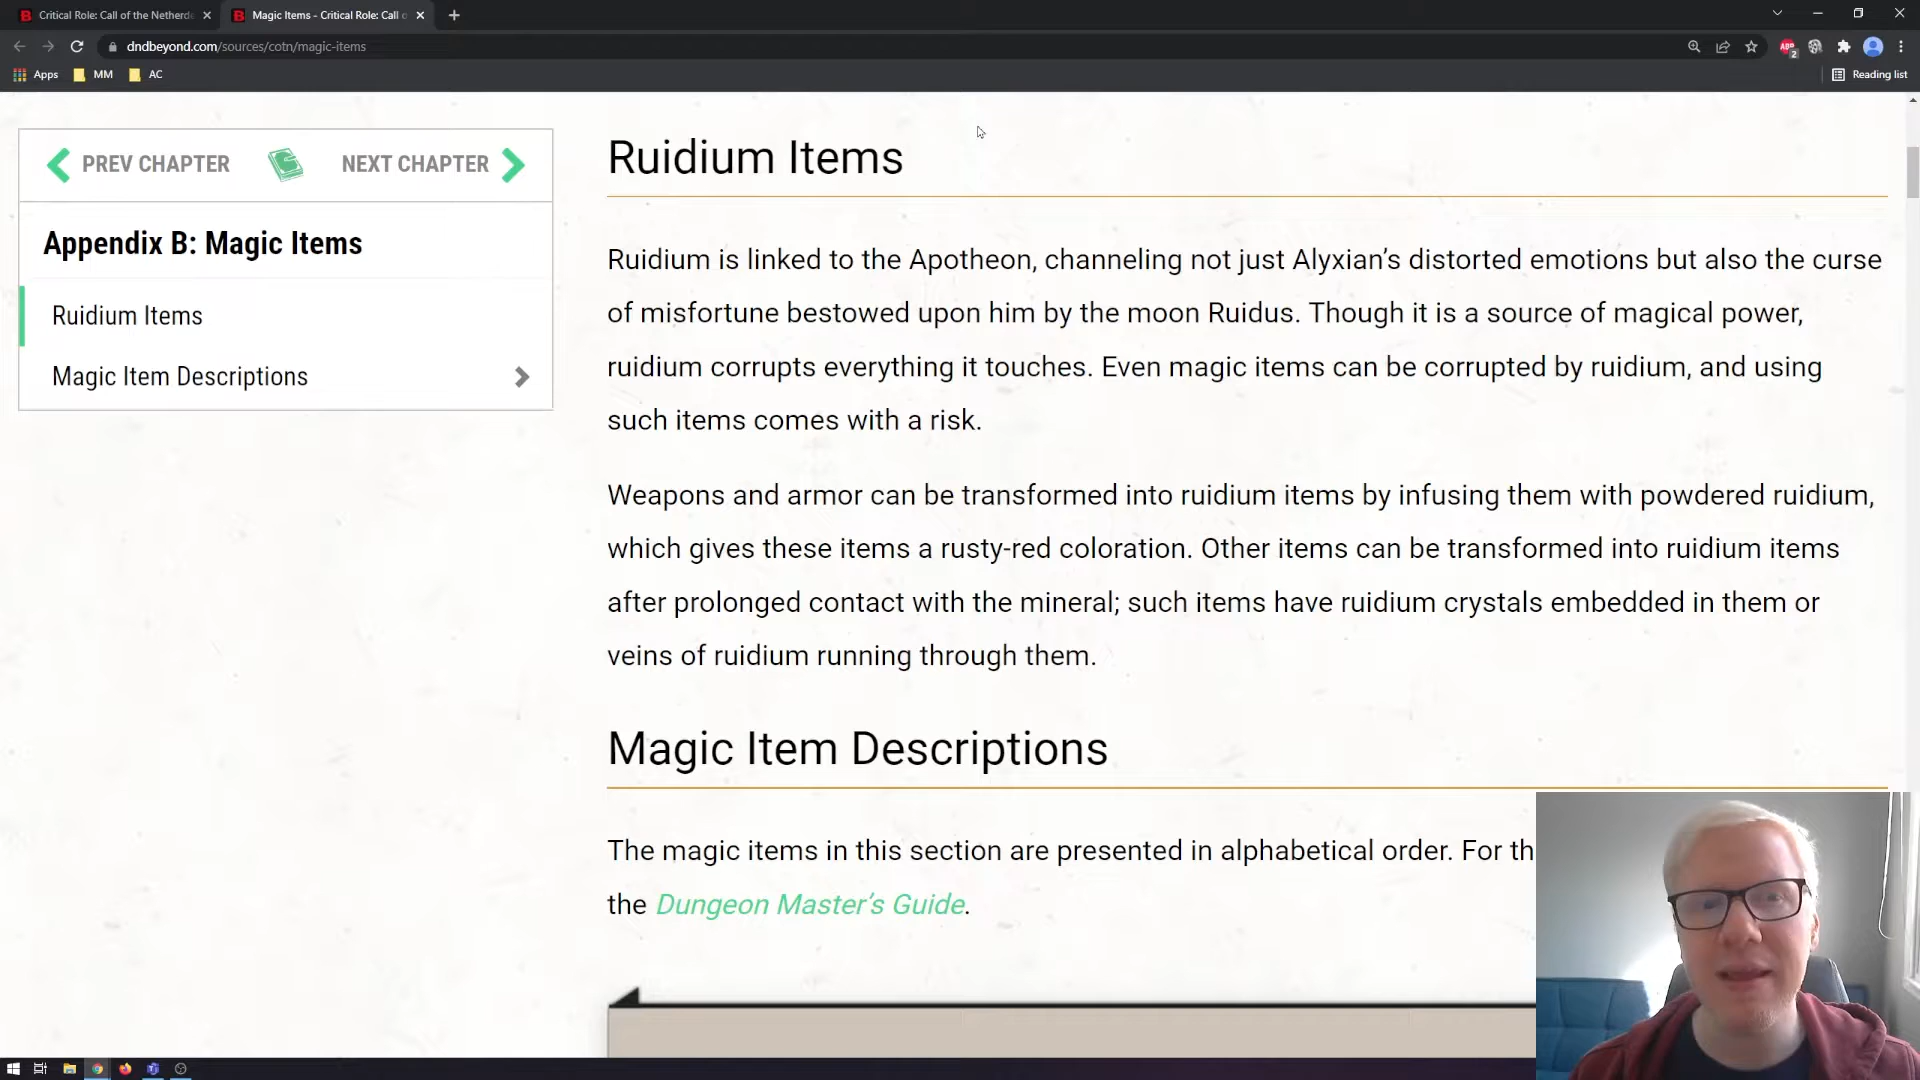 Critical Role: Call of the Netherde
Magic Items - Critical Role: Call o
dndbeyond.com/sources/cotn/magic-items
ABP
2
Apps
MM
AC
Reading list
PREV CHAPTER
NEXT CHAPTER
Appendix B: Magic Items
Ruidium Items
Magic Item Descriptions
Ruidium Items
Ruidium is linked to the Apotheon, channeling not just Alyxian’s distorted emotions but also the curse
of misfortune bestowed upon him by the moon Ruidus. Though it is a source of magical power,
ruidium corrupts everything it touches. Even magic items can be corrupted by ruidium, and using
such items comes with a risk.
Weapons and armor can be transformed into ruidium items by infusing them with powdered ruidium,
which gives these items a rusty-red coloration. Other items can be transformed into ruidium items
after prolonged contact with the mineral; such items have ruidium crystals embedded in them or
veins of ruidium running through them.
Magic Item Descriptions
The magic items in this section are presented in alphabetical order. For th
the Dungeon Master’s Guide.